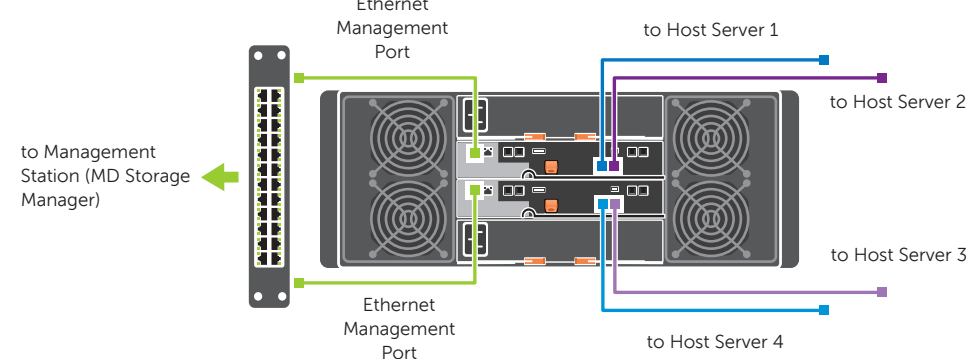 Ethernet
Management
Port
to Host Server 1
to Host Server 2
to Management
Station (MD Storage
Manager)
to Host Server 3
Ethernet
Management
Port
to Host Server 4